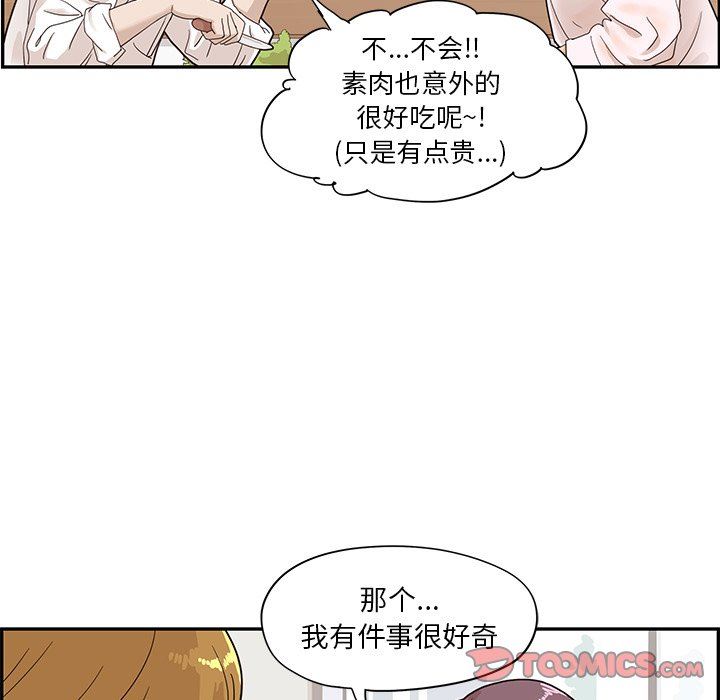 不...不会!!
素肉也意外的
很好吃呢~!
(只是有点贵...)
那个...
我有件事很好奇
TOOMICS.COM